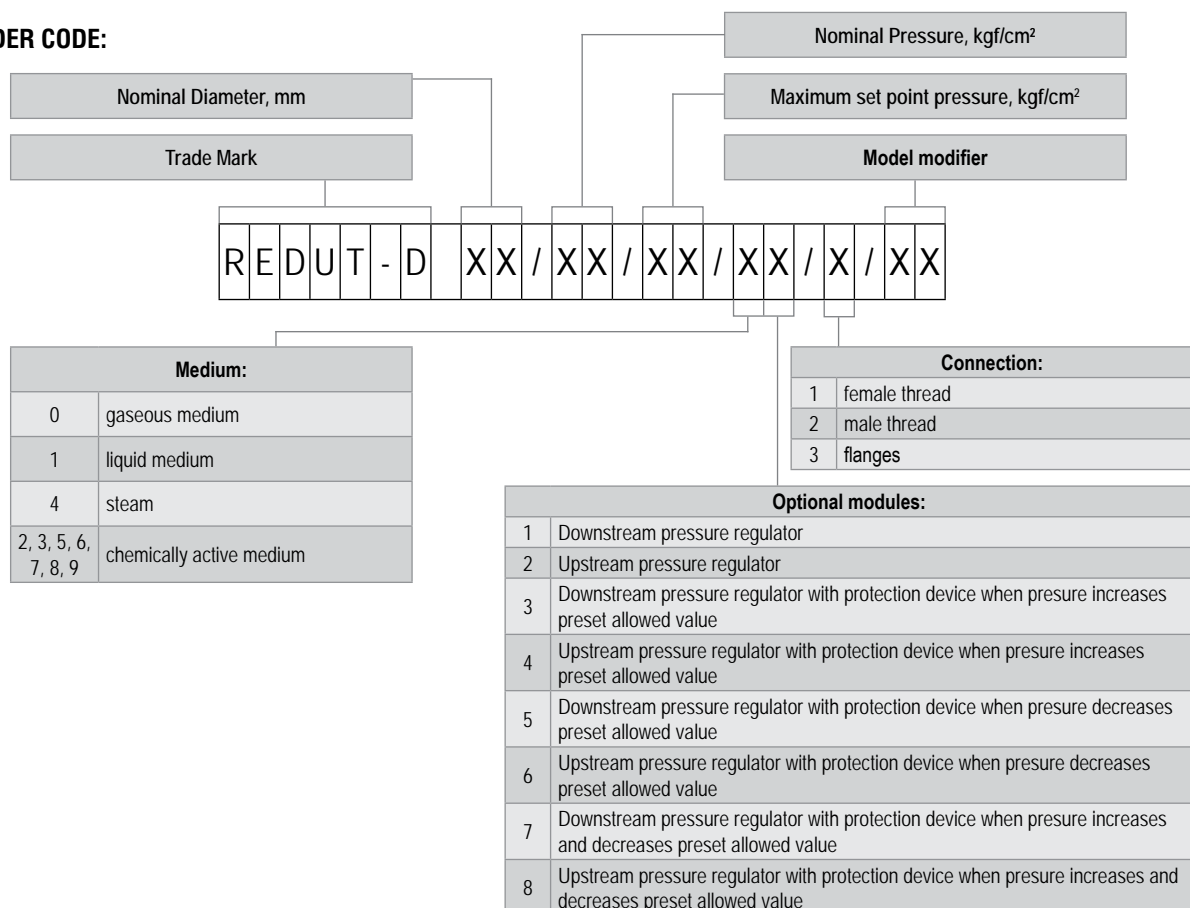 DER CODE:
Nominal Pressure, kgf/cm²
Nominal Diameter, mm
Maximum set point pressure, kgf/cm²
Trade Mark
Model modifier
REDUT-D XX/XX/XX/XX/X/XX
Medium:
0 gaseous medium
1 liquid medium
4 steam
2, 3, 5, 6,
7, 8, 9 chemically active medium
Connection:
1 female thread
2 male thread
3 flanges
Optional modules:
1 Downstream pressure regulator
2 Upstream pressure regulator
3 Downstream pressure regulator with protection device when presure increases
preset allowed value
4 Upstream pressure regulator with protection device when presure increases
preset allowed value
5 Downstream pressure regulator with protection device when presure decreases
preset allowed value
6 Upstream pressure regulator with protection device when presure decreases
preset allowed value
7 Downstream pressure regulator with protection device when presure increases
and decreases preset allowed value
8 Upstream pressure regulator with protection device when presure increases and
decreases preset allowed value